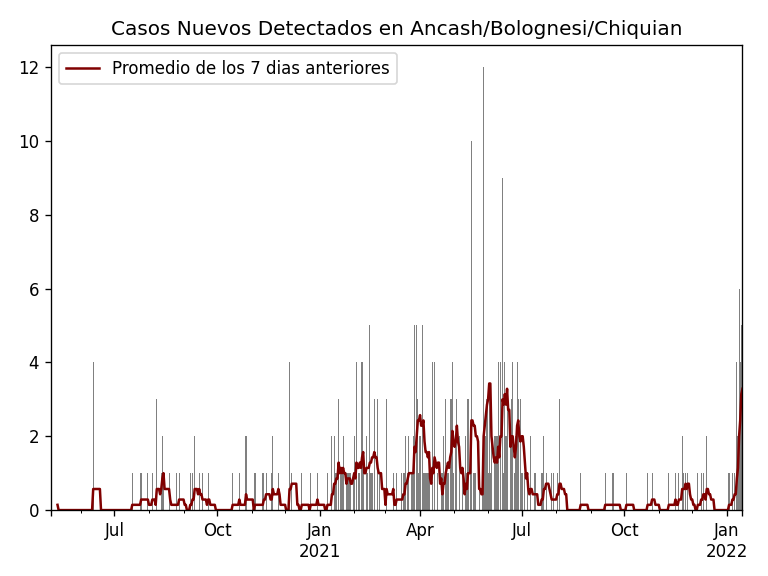 Casos Nuevos Detectados en Ancash/Bolognesi/Chiquian
Promedio de los 7 dias anteriores
12
10
8
6
4
2
0
Jul
Oct
Jan
2021
Apr
Jul
Oct
Jan
2022